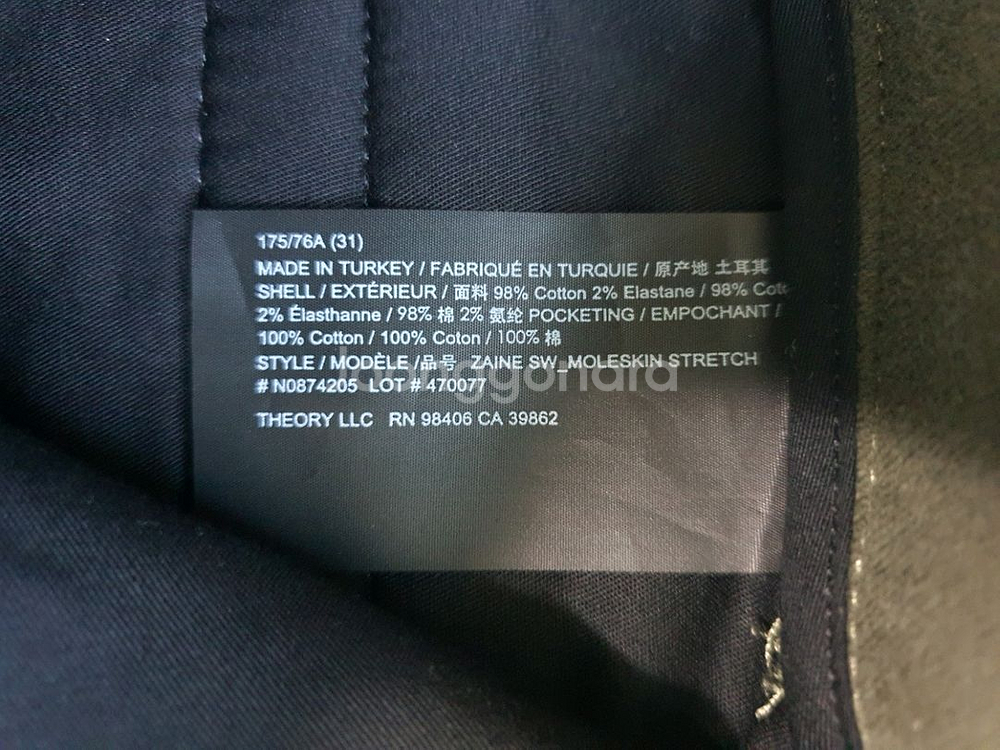 175/76A (31)
MADE IN TURKEY / FABRIQUÉ EN TURQUIE / 原产地 土耳其
SHELL / EXTÉRIEUR / 面料 98% Cotton 2% Elastane / 98% Cot
2% Élasthanne / 98% 棉 2% 氨纶 POCKETING / EMPOCHANT /
100% Cotton / 100% Coton / 100% 棉
STYLE / MODÈLE /品号 ZAINE SW_MOLESKIN STRETCH
# N0874205 LOT # 470077
THEORY LLC RN 98406 CA 39862